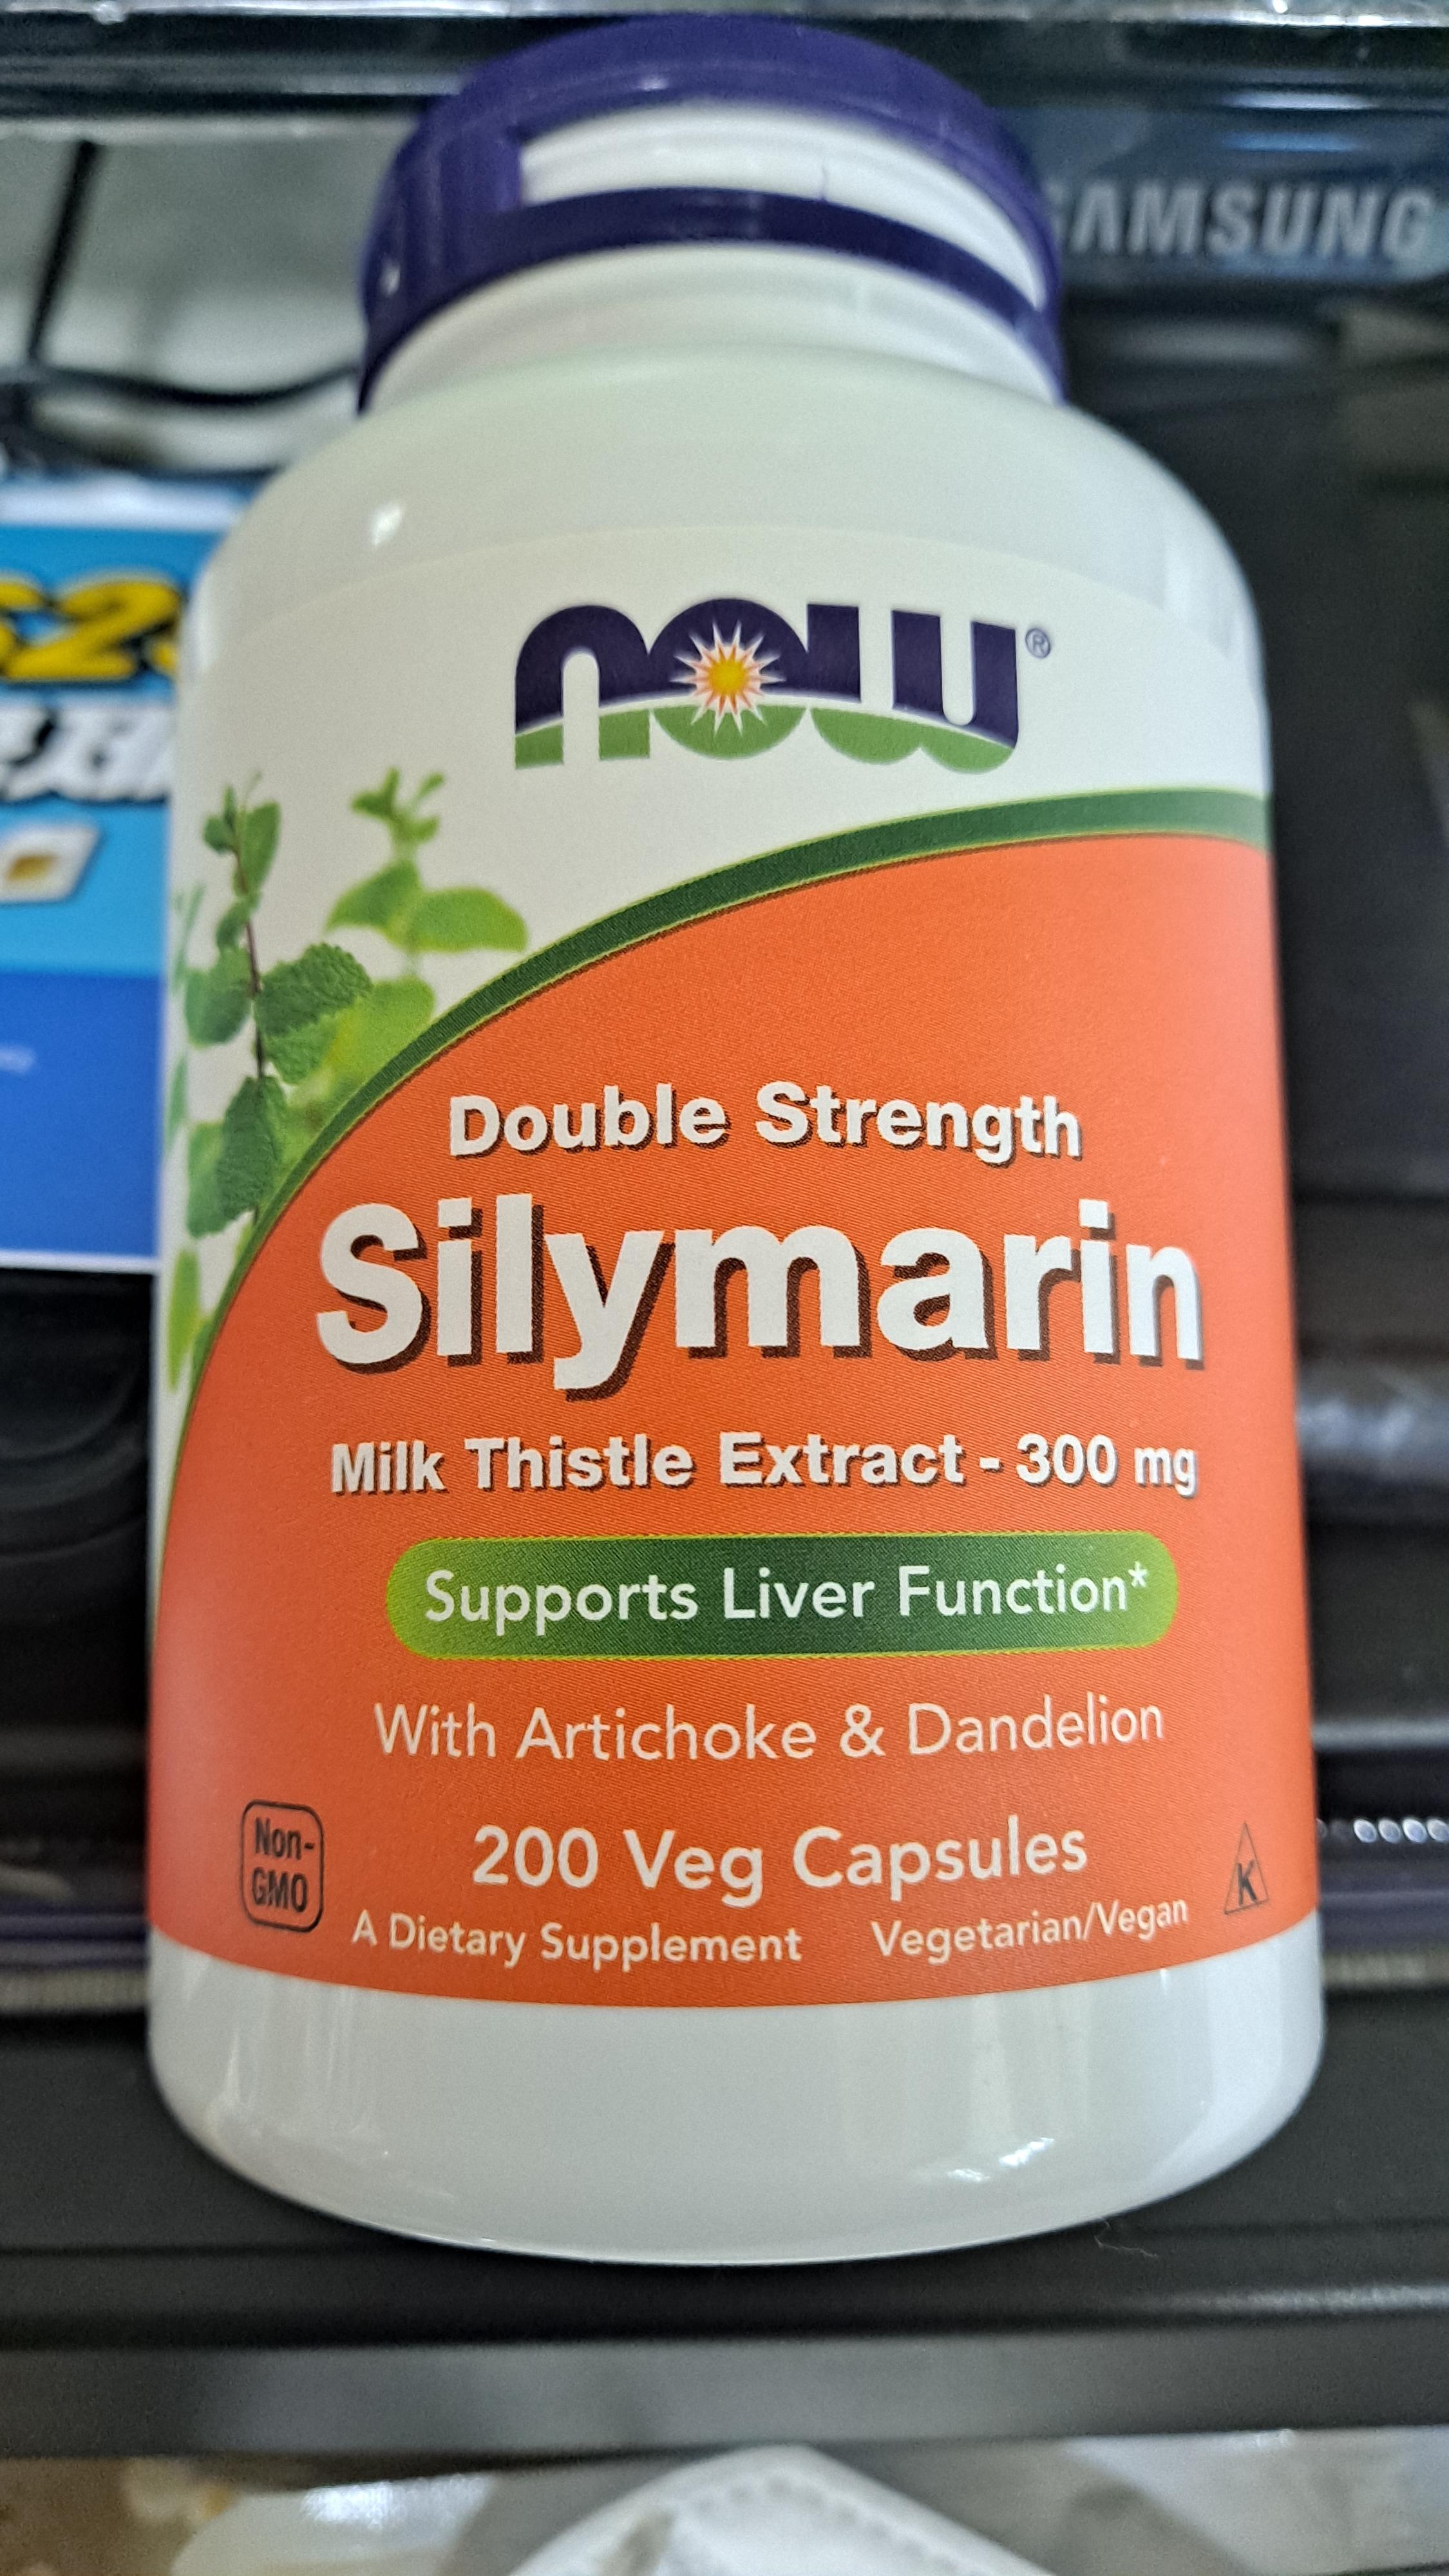 SAMSUNG
now®
Double Strength
Silymarin
Milk Thistle Extract - 300 mg
Supports Liver Function*
With Artichoke & Dandelion
200 Veg Capsules
Non-
GMO
A Dietary Supplement Vegetarian/Vegan
K